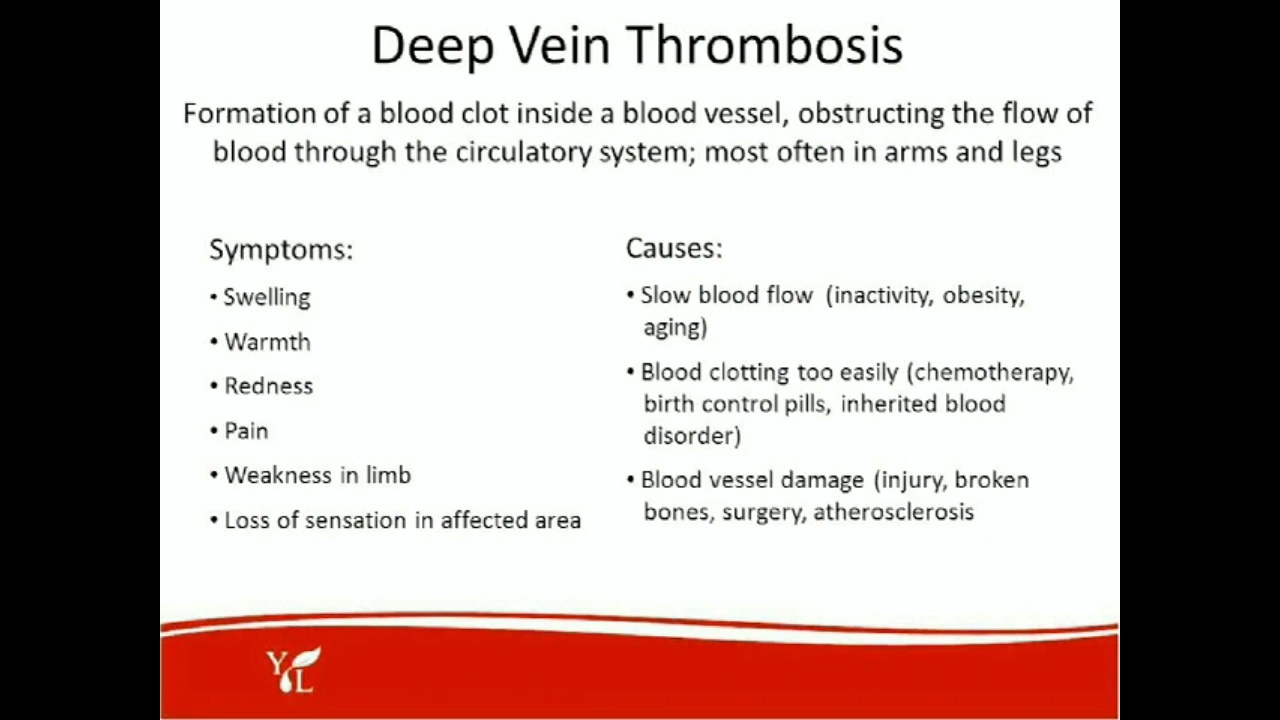 Deep Vein Thrombosis
Formation of a blood clot inside a blood vessel, obstructing the flow of
blood through the circulatory system; most often in arms and legs
Symptoms:
• Swelling
• Warmth
• Redness
• Pain
• Weakness in limb
• Loss of sensation in affected area
Causes:
• Slow blood flow (inactivity, obesity,
aging)
• Blood clotting too easily (chemotherapy,
birth control pills, inherited blood
disorder)
• Blood vessel damage (injury, broken
bones, surgery, atherosclerosis
YL